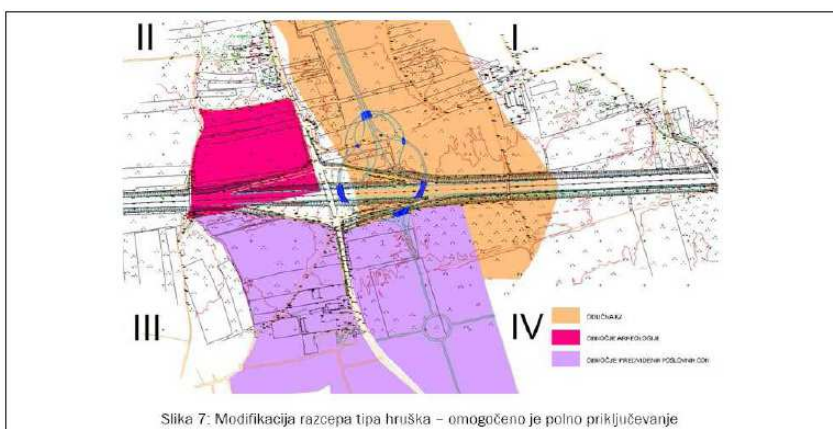 II
I
III
IV
OBMOČJE ARHEOLOGIJE
OBMOČJE PREDVIDENIH POSLOVNIH CON
Slika 7: Modifikacija razcepa tipa hruška – omogočeno je polno priključevanje